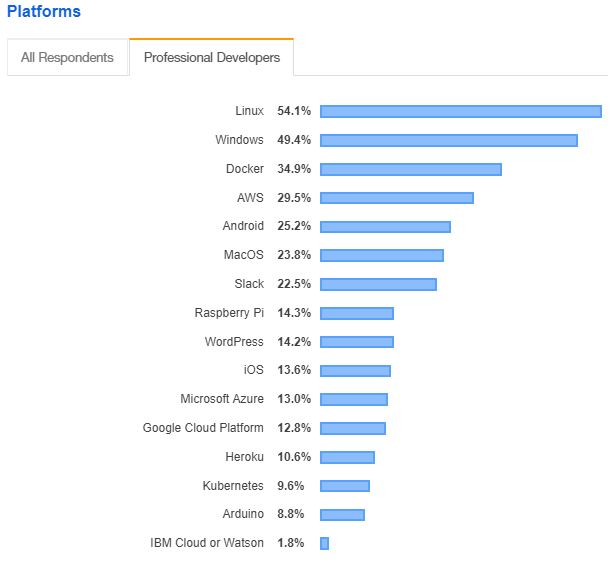 Platforms
All Respondents Professional Developers
Linux 54.1%
Windows 49.4%
Docker 34.9%
AWS 29.5%
Android 25.2%
MacOS 23.8%
Slack 22.5%
Raspberry Pi 14.3%
WordPress 14.2%
iOS 13.6%
Microsoft Azure 13.0%
Google Cloud Platform 12.8%
Heroku 10.6%
Kubernetes 9.6%
Arduino 8.8%
IBM Cloud or Watson 1.8%